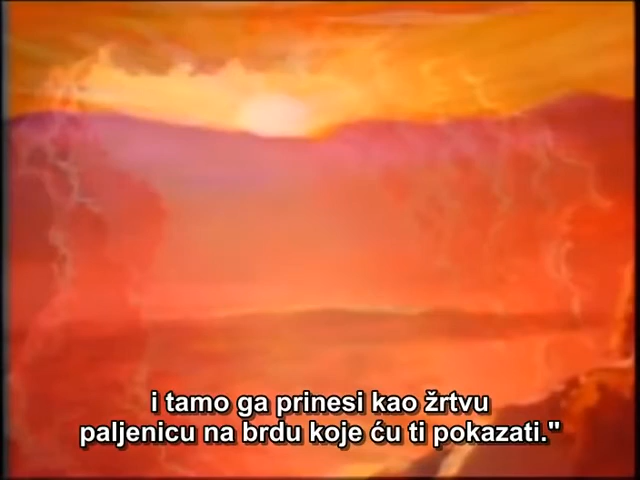 i tamo ga prinesi kao žrtvu
paljenicu na brdu koje ću ti pokazati."